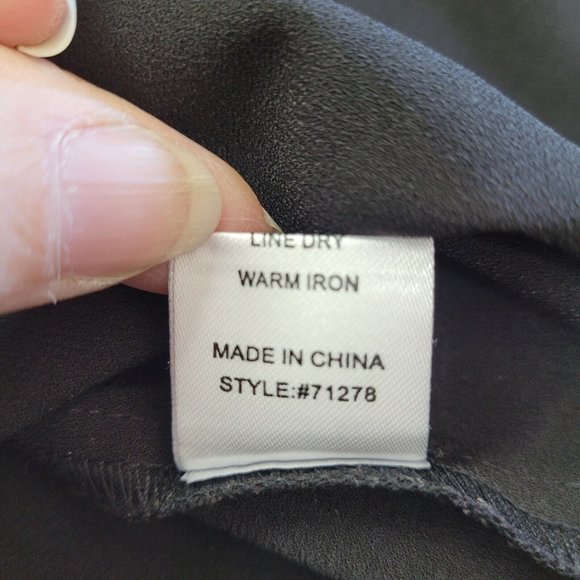 LINE DRY
WARM IRON
MADE IN CHINA
STYLE:#71278